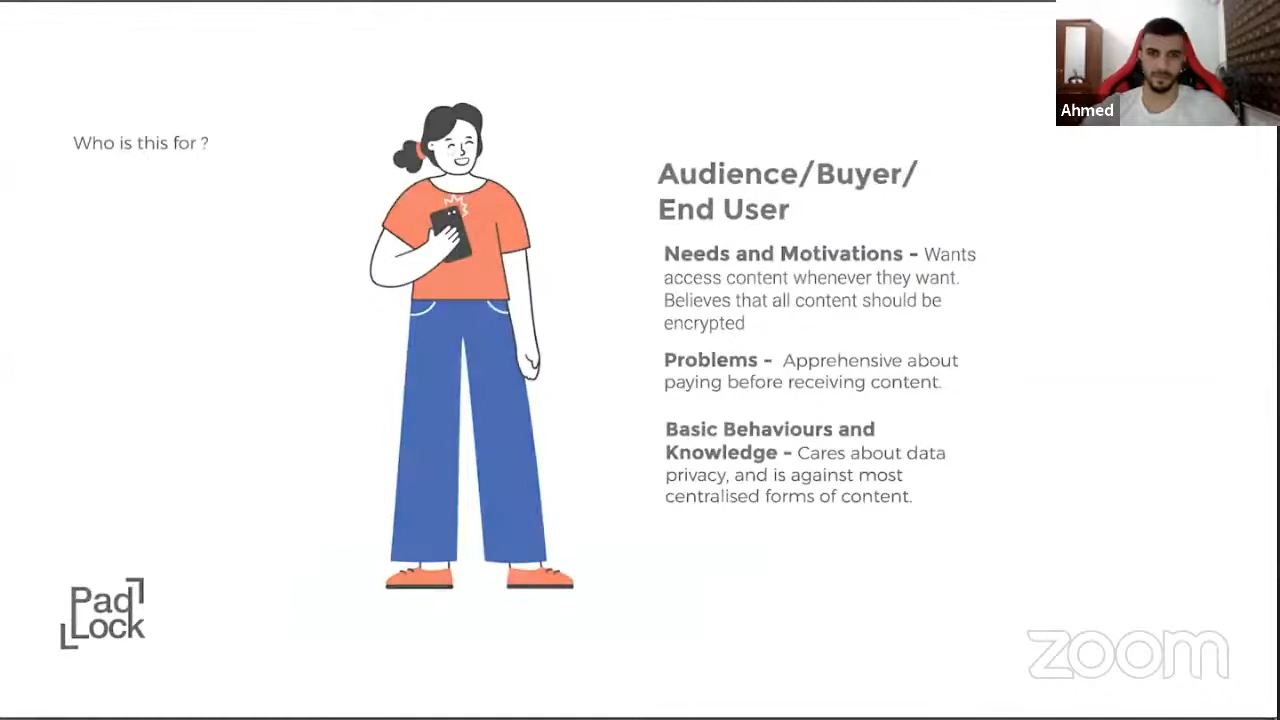 Ahmed
Who is this for ?
Audience/Buyer/
End User
Needs and Motivations - Wants
access content whenever they want.
Believes that all content should be
encrypted
Problems - Apprehensive about
paying before receiving content.
Basic Behaviours and
Knowledge - Cares about data
privacy, and is against most
centralised forms of content.
Pad
Lock
zoom